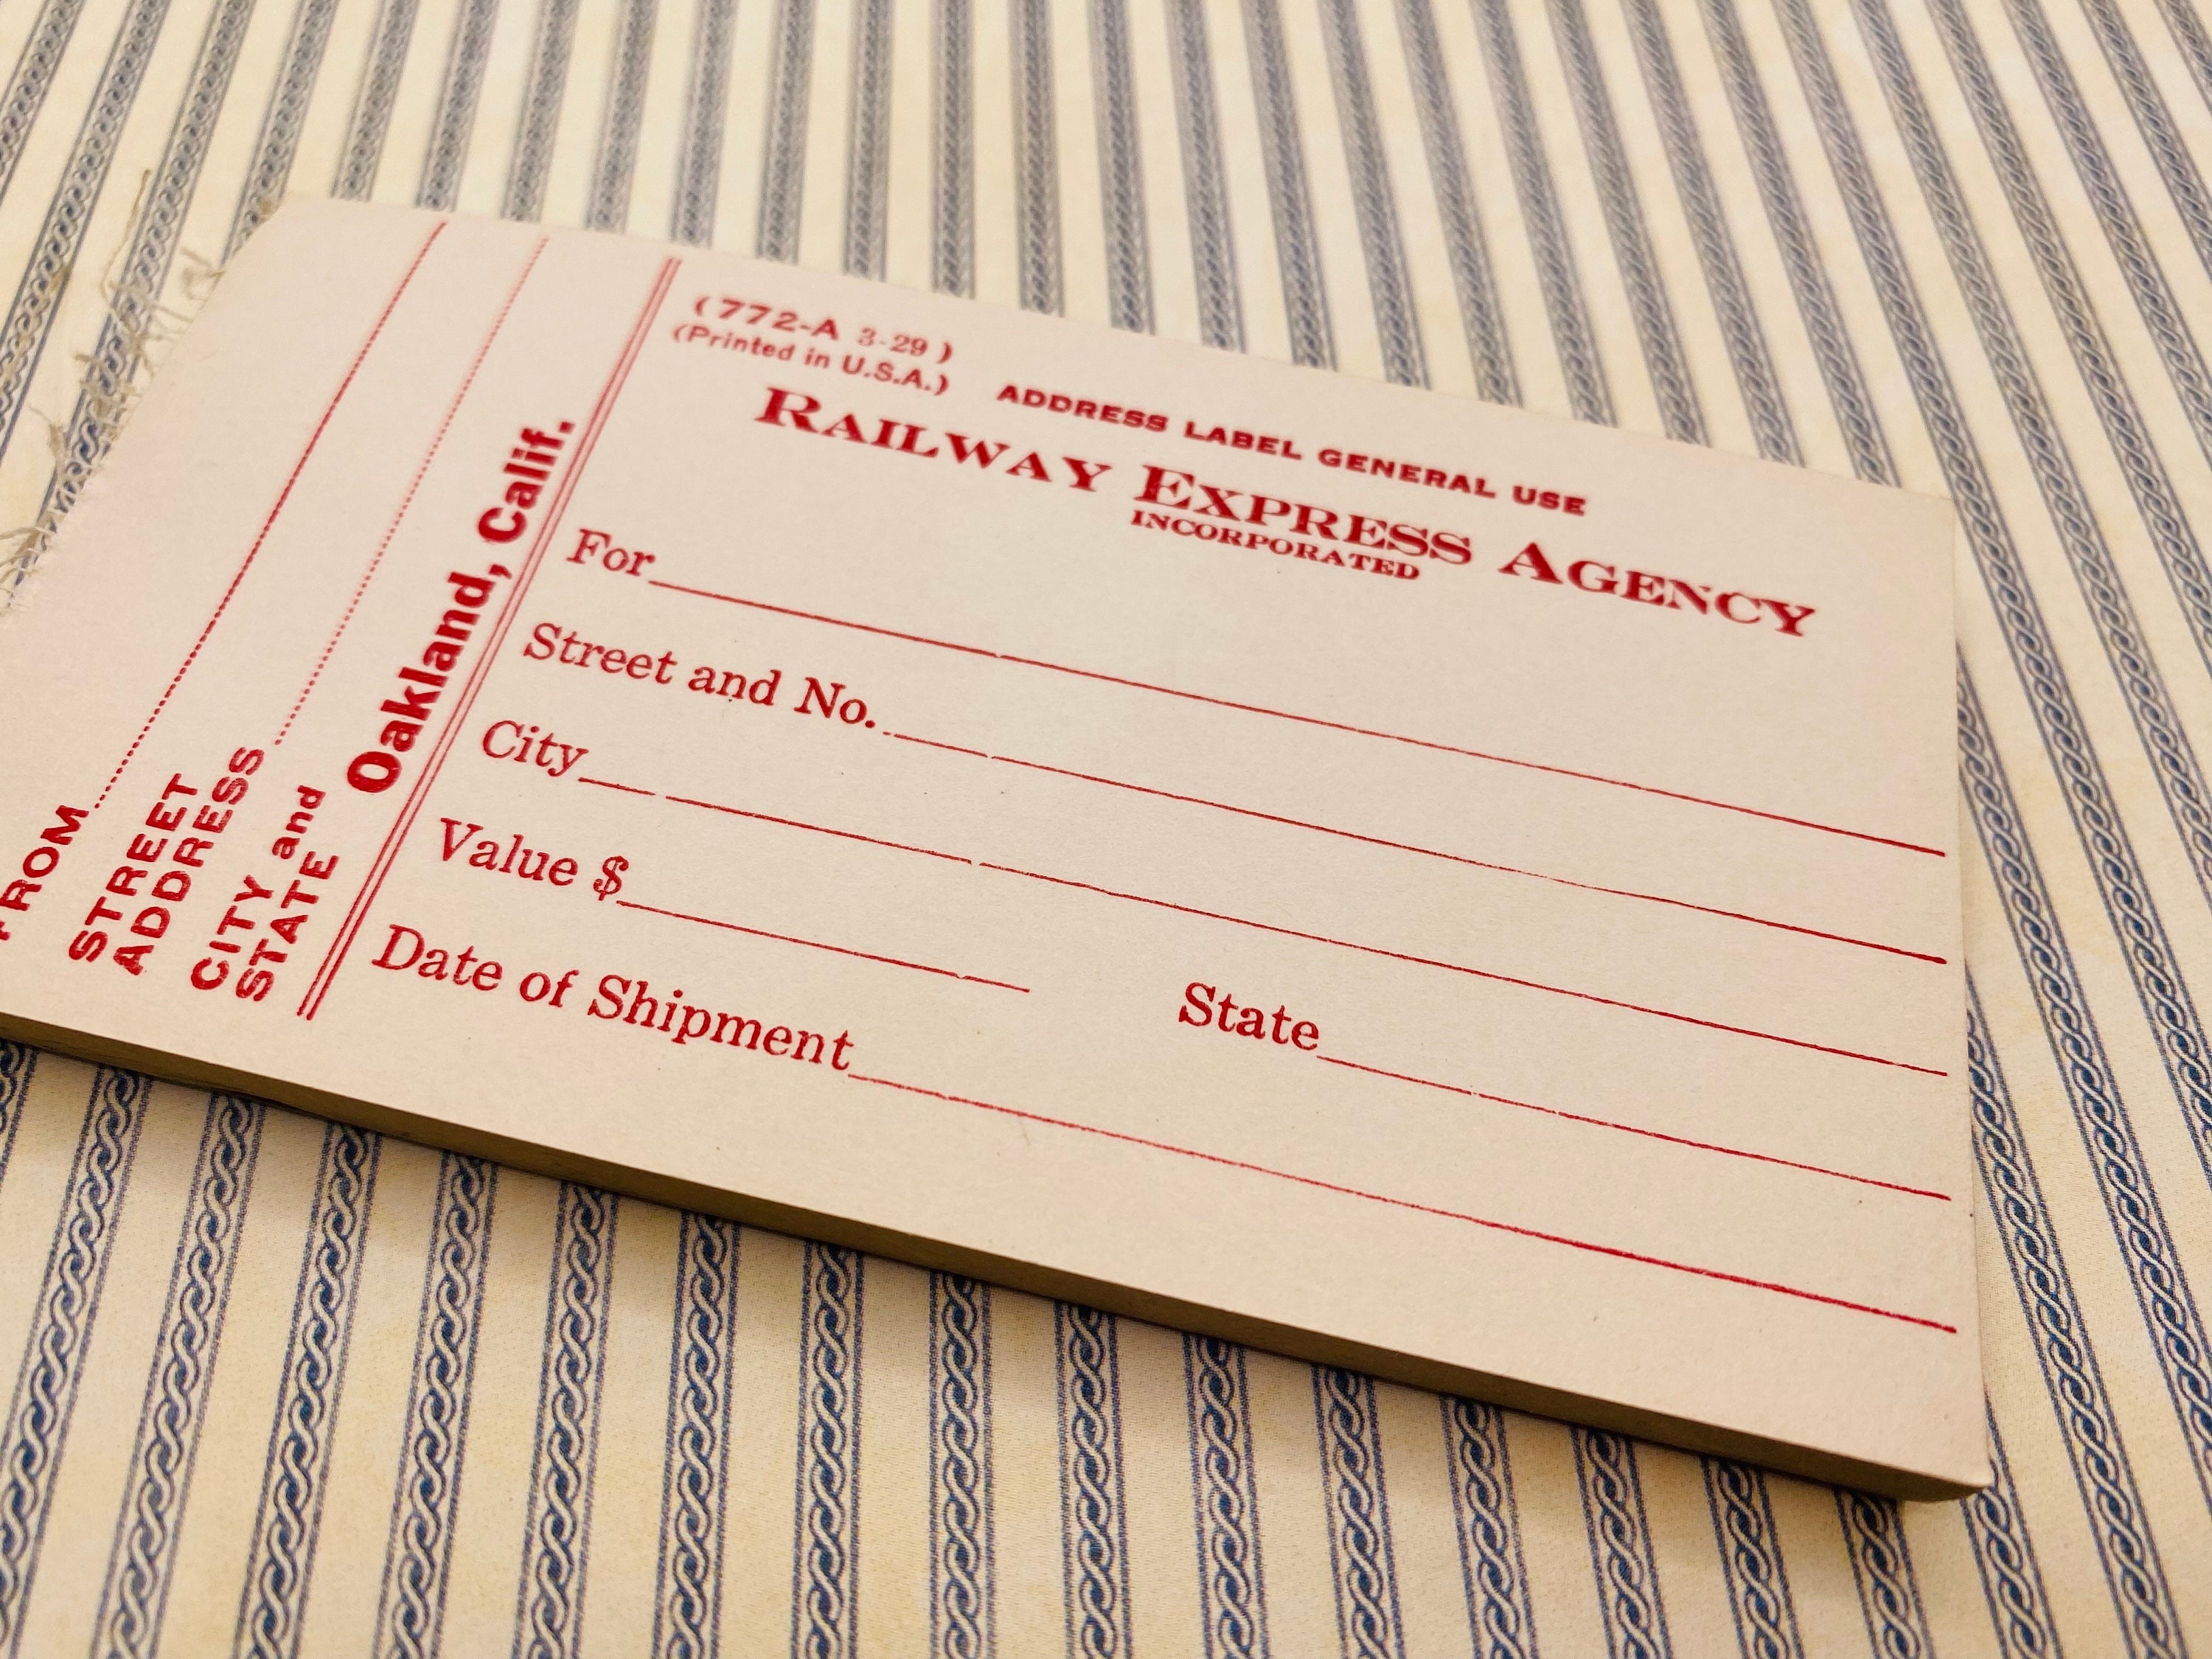 (772-A 3-29)
(Printed in U.S.A.)
ADDRESS LABEL GENERAL USE
RAILWAY EXPRESS AGENCY
INCORPORATED
For
Street and No.
City
Value $
State
Date of Shipment
FROM
STREET
ADDRESS
CITY and
STATE
Oakland, Calif.